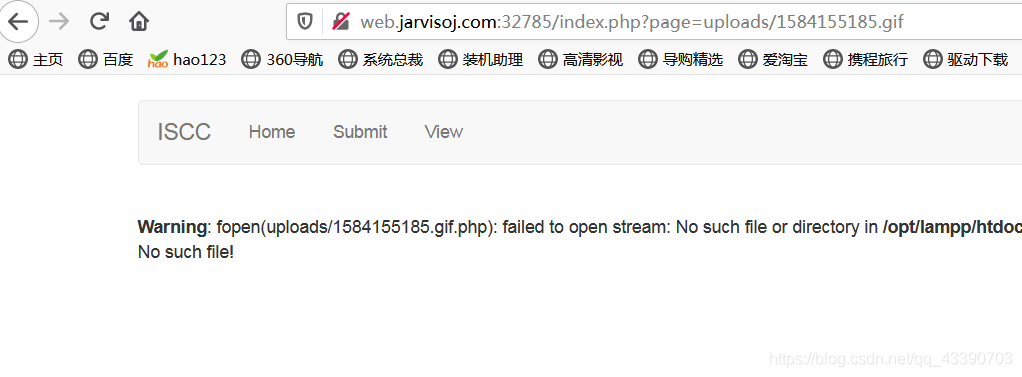 web.jarvisoj.com:32785/index.php?page=uploads/1584155185.gif
主页 百度 hao hao123 360导航 系统总裁 装机助理 高清影视 导购精选 爱淘宝 携程旅行 驱动下载
ISCC Home Submit View
Warning: fopen(uploads/1584155185.gif.php): failed to open stream: No such file or directory in /opt/lampp/htdoc
No such file!
https://blog.csdn.net/qq_43390703